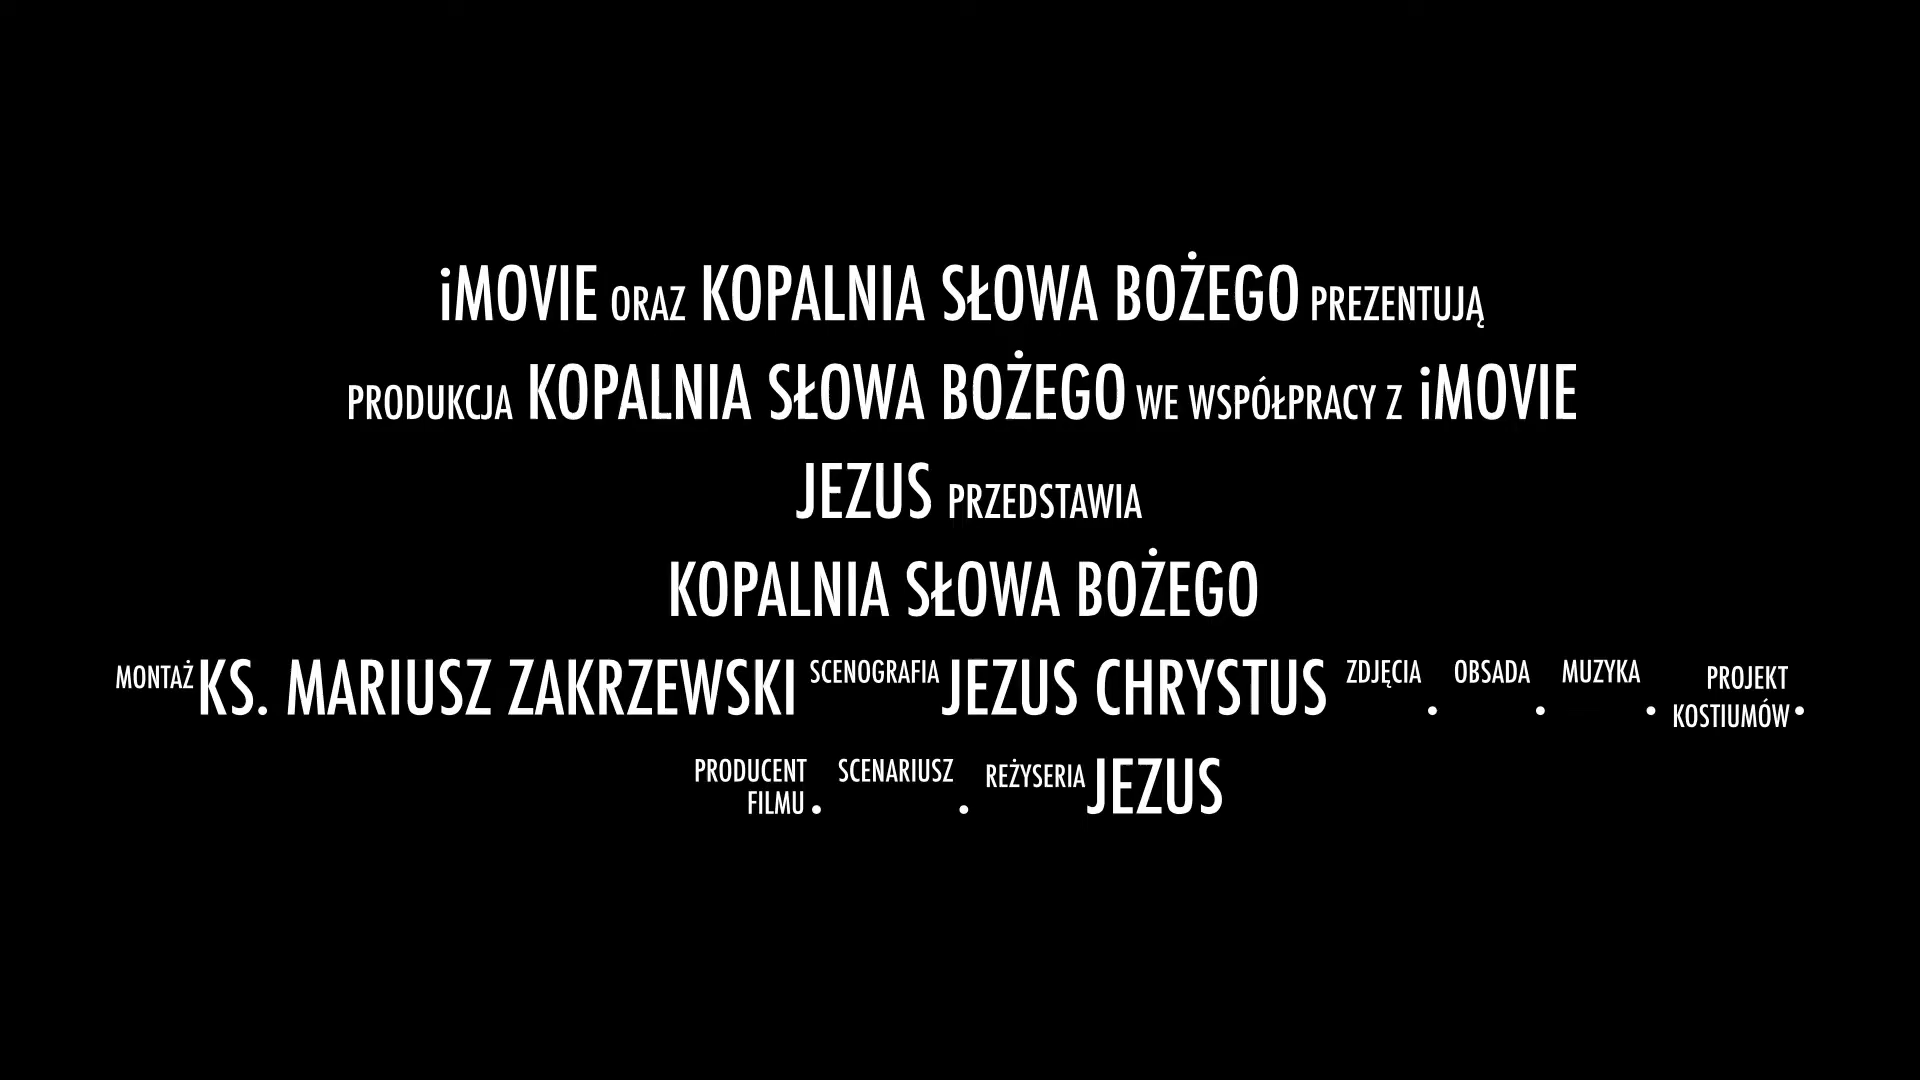 iMOVIE ORAZ KOPALNIA SŁOWA BOŻEGO PREZENTUJĄ
PRODUKCJA KOPALNIA SŁOWA BOŻEGO WE WSPÓŁPRACY Z iMOVIE
JEZUS PRZEDSTAWIA
KOPALNIA SŁOWA BOŻEGO
MONTAŻ KS. MARIUSZ ZAKRZEWSKI SCENOGRAFIA JEZUS CHRYSTUS ZDJĘCIA . OBSADA . MUZYKA . PROJEKT KOSTIUMÓW .
PRODUCENT FILMU . SCENARIUSZ . REŻYSERIA JEZUS